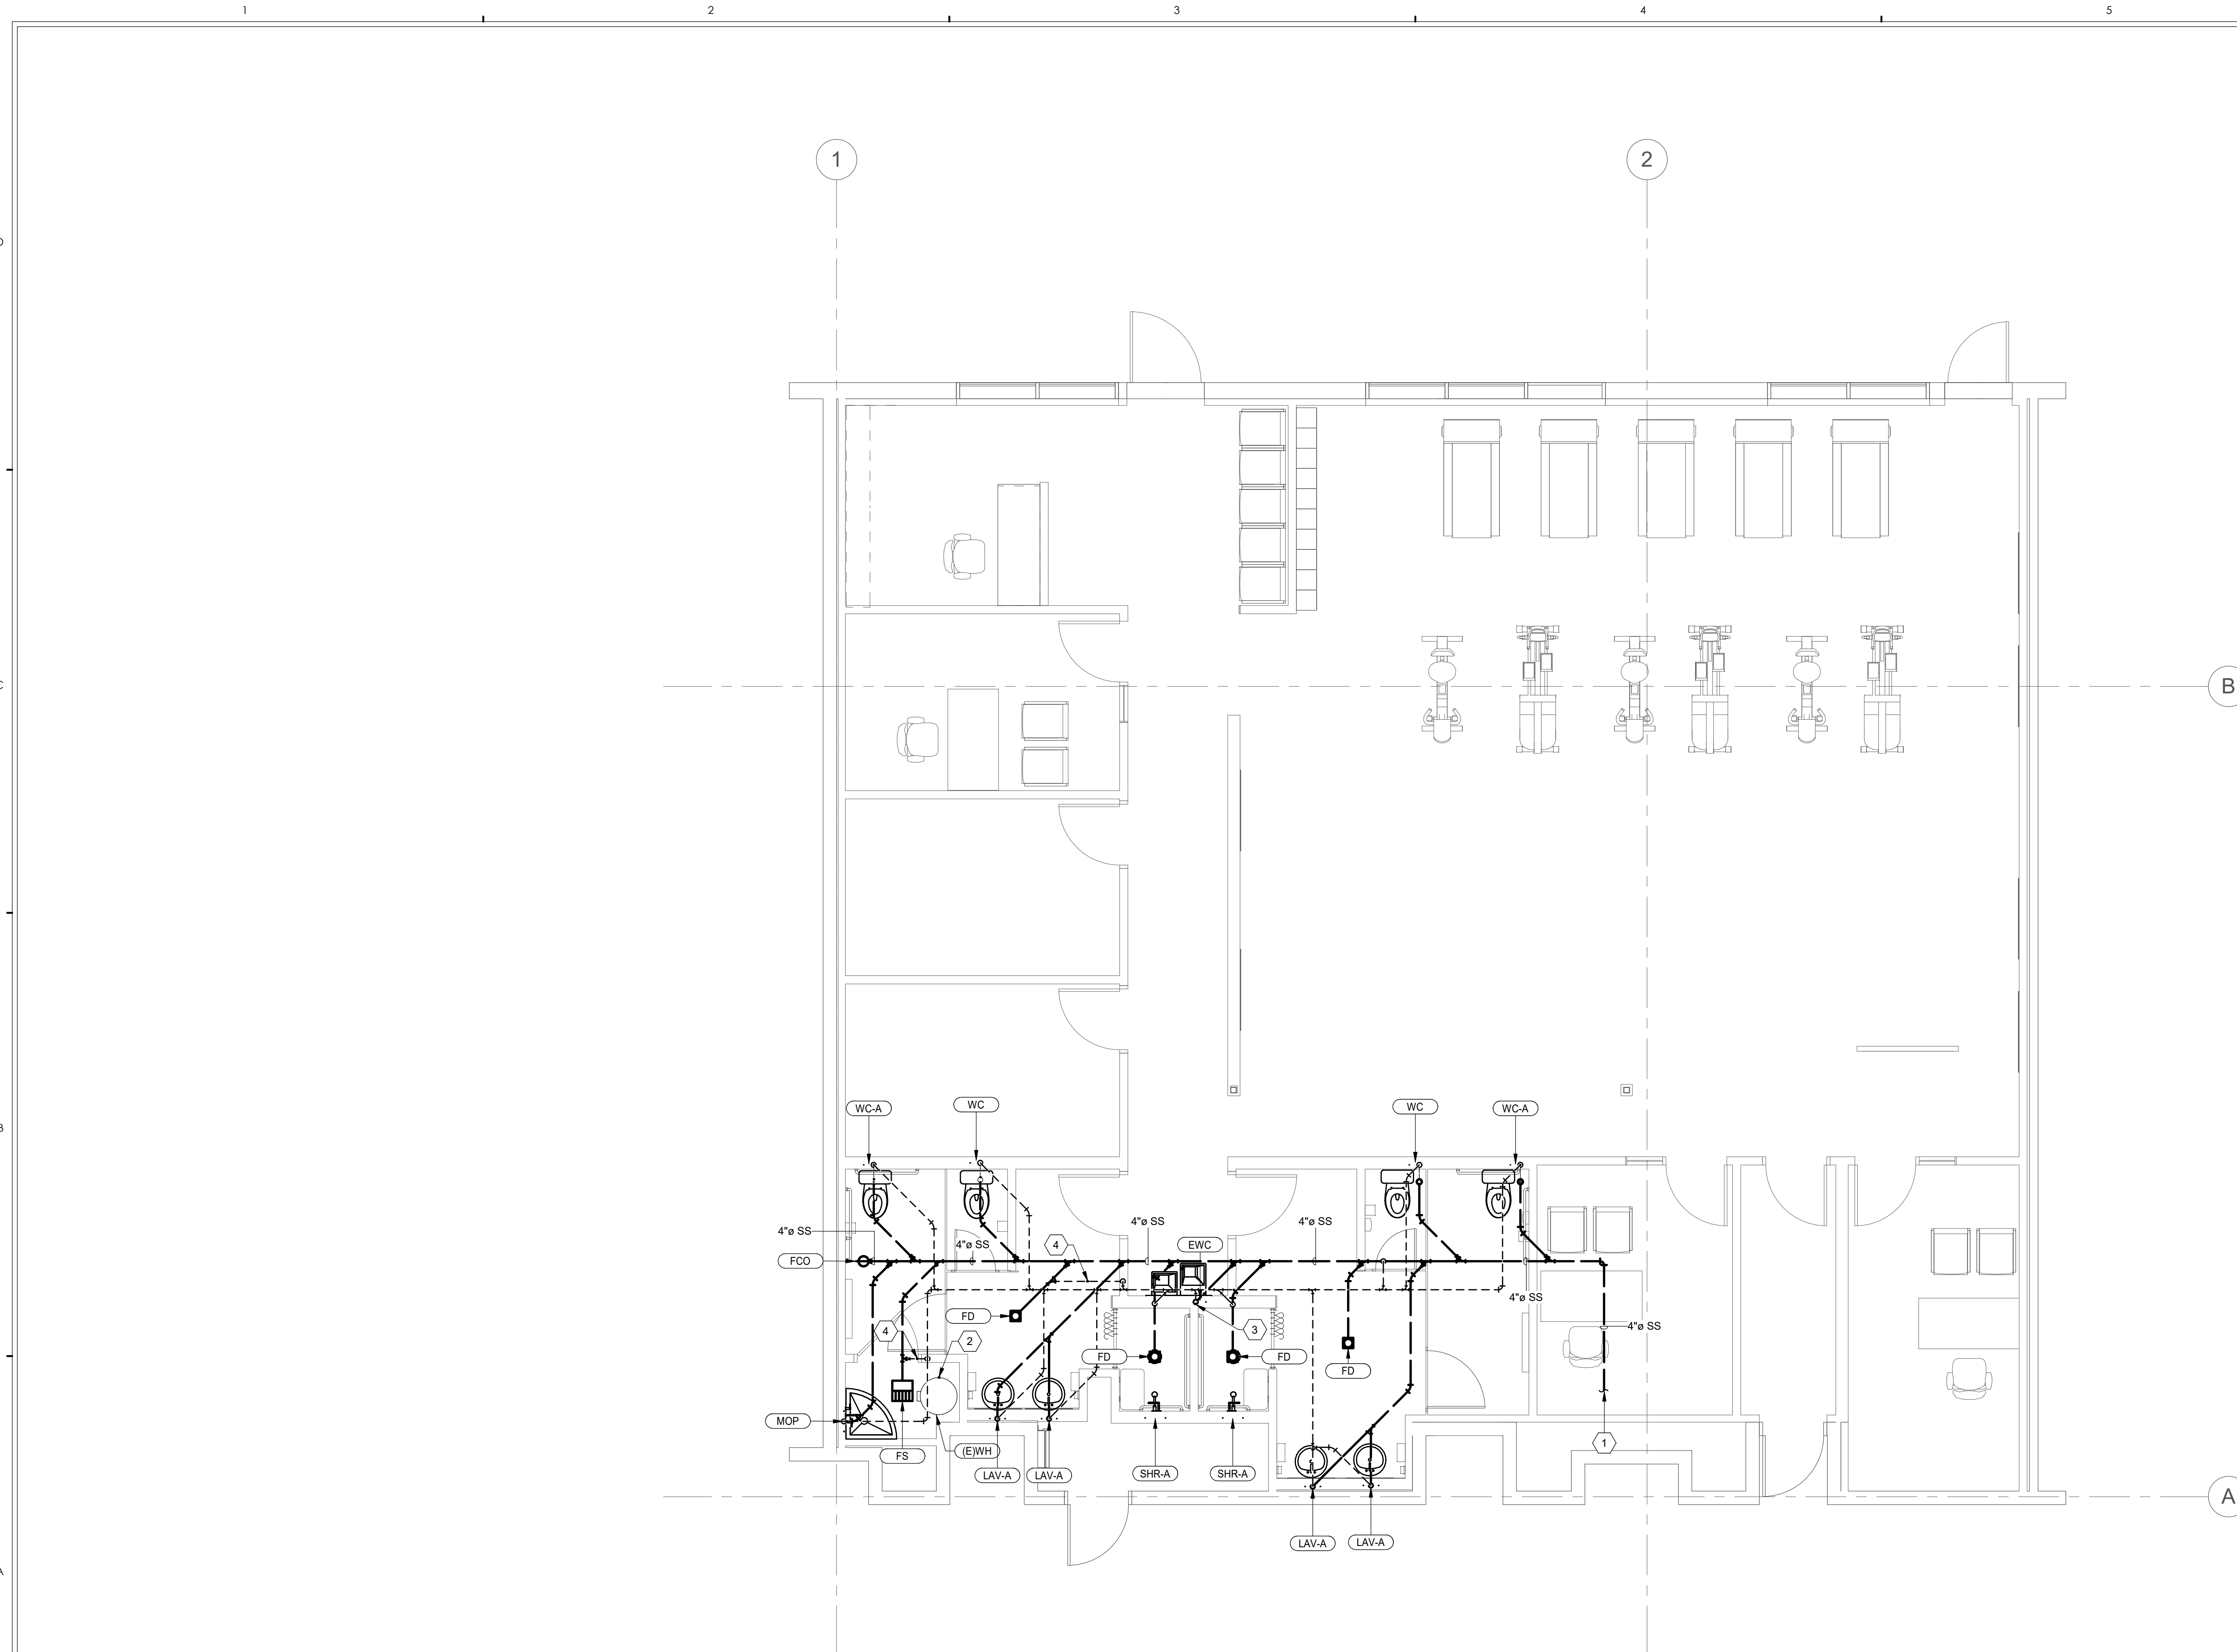 1 2 3 4 5
1 2
D
C
B
B
WC-A WC WC WC-A
4"ø SS 4"ø SS 4"ø SS
4"ø SS 4 EWC
FCO
4"ø SS
FD 3 4"ø SS
4 2
FD FD
FD
MOP 1
(E)WH
FS
LAV-A LAV-A SHR-A SHR-A
A
LAV-A LAV-A
A